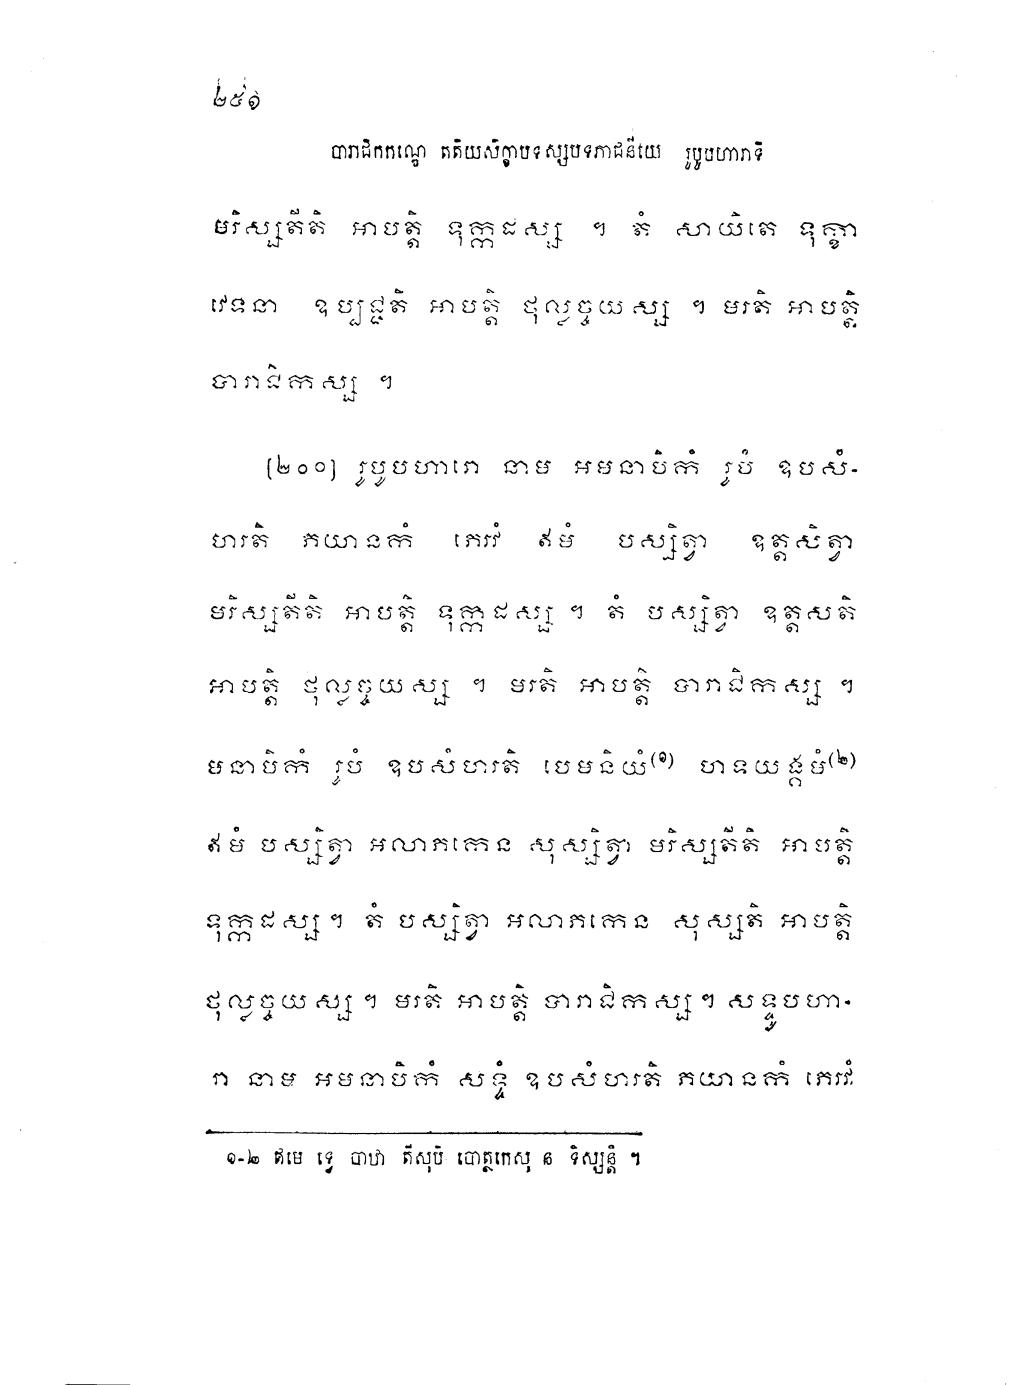 ២៥១
បារាជិកកណ្ឌេ តតិយសិក្ខាបទស្សបទភាជនីយេ រូបូបហារាទិ
មរិស្សតីតិ អាបត្តិ ទុក្កដស្ស ។ តំ សាយិតេ ទុក្ខា
វេទនា ឧប្បជ្ជតិ អាបត្តិ ថុល្លច្ចយស្ស ។ មរតិ អាបត្តិ
បារាជិកស្ស ។
(២០០) រូបូបហារោ នាម អមនាបិកំ រូបំ ឧបសំ-
ហរតិ ភយានកំ ភេរវំ ឥមំ បស្សិត្វា ឧត្តសិត្វា
មរិស្សតីតិ អាបត្តិ ទុក្កដស្ស ។ តំ បស្សិត្វា ឧត្តសតិ
អាបត្តិ ថុល្លច្ចយស្ស ។ មរតិ អាបត្តិ បារាជិកស្ស ។
មនាបិកំ រូបំ ឧបសំហរតិ បេមនិយំ(១) ហទយង្គមំ(២)
ឥមំ បស្សិត្វា អលាភកេន សុស្សិត្វា មរិស្សតីតិ អាបត្តិ
ទុក្កដស្ស។ តំ បស្សិត្វា អលាភកេន សុស្សតិ អាបត្តិ
ថុល្លច្ចយស្ស ។ មរតិ អាបត្តិ បារាជិកស្ស ។ សទ្ទូបហា-
រោ នាម អមនាបិកំ សទ្ទំ ឧបសំហរតិ ភយានកំ ភេរវំ
១-២ ឥមេ ទ្វេ បាឋា តីសុបិ បោត្ថកេសុ ន ទិស្សន្តិ ។